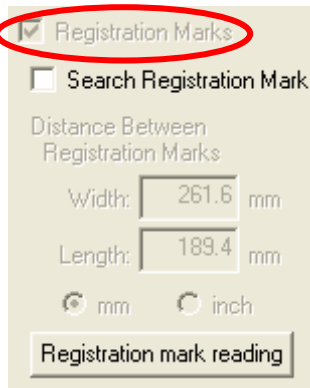 Registration Marks
Search Registration Mark
Distance Between
Registration Marks
Width: 261.6 mm
Length: 189.4 mm
mm inch
Registration mark reading